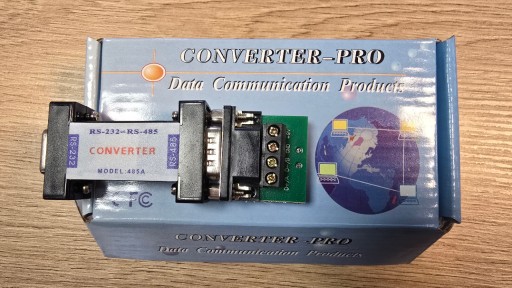 CONVERTER-PRO
Data Communication Products
RS-232 RS-485
RS-232
CONVERTER
RS-485
MODEL:485A
FC
CONVERTER-PRO
Data Communication Products